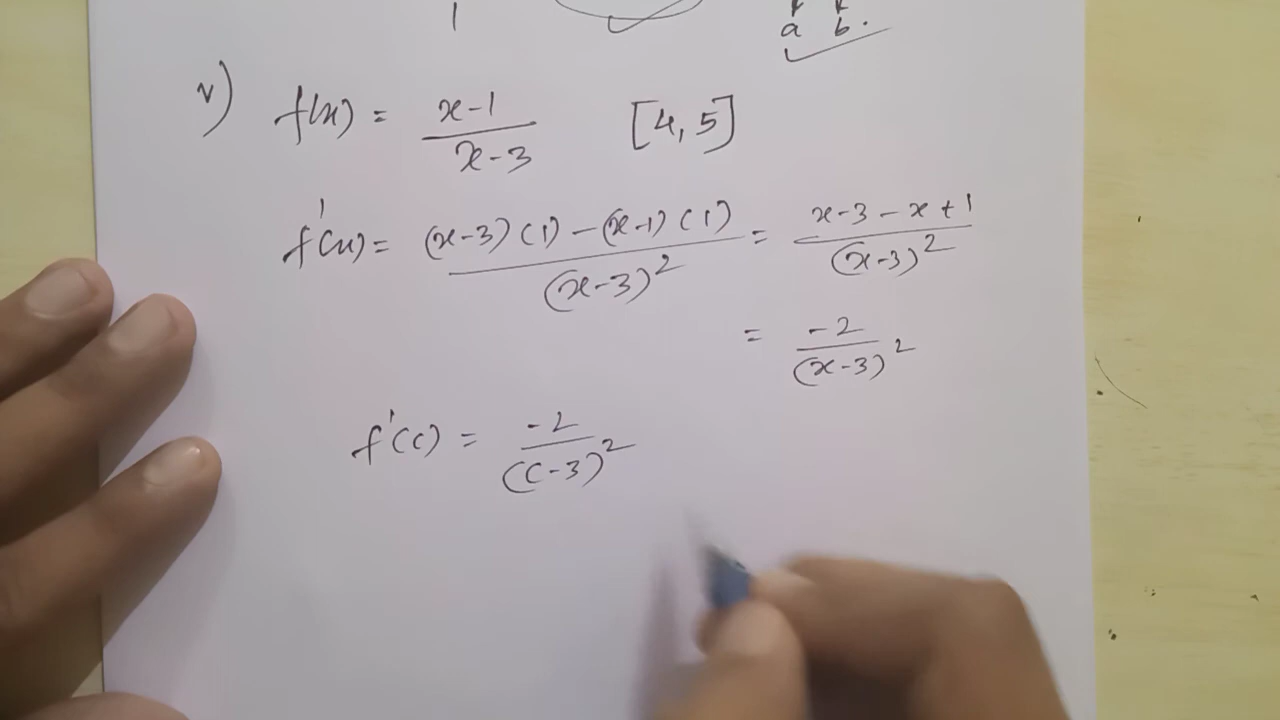 a b.
v) f(x) = x-1 / x-3 [4, 5]
f'(x) = (x-3)(1) - (x-1)(1) / (x-3)² = x-3-x+1 / (x-3)²
= -2 / (x-3)²
f'(c) = -2 / (c-3)²